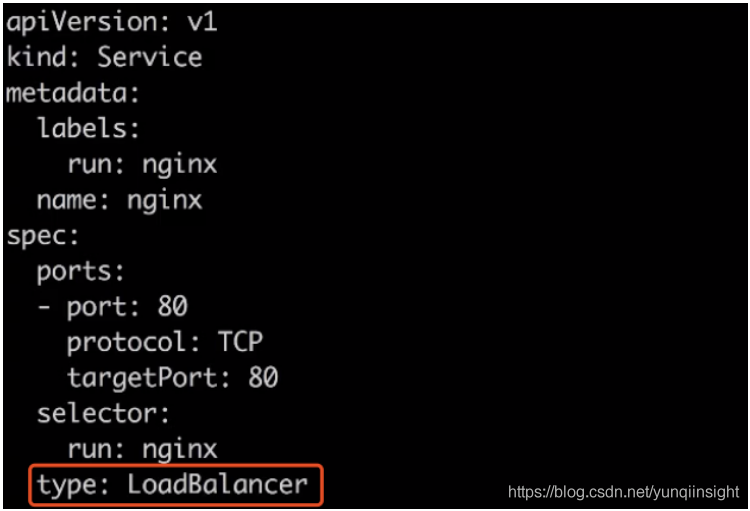 apiVersion: v1
kind: Service
metadata:
  labels:
    run: nginx
  name: nginx
spec:
  ports:
  - port: 80
    protocol: TCP
    targetPort: 80
  selector:
    run: nginx
  type: LoadBalancer
https://blog.csdn.net/yunqiinsight